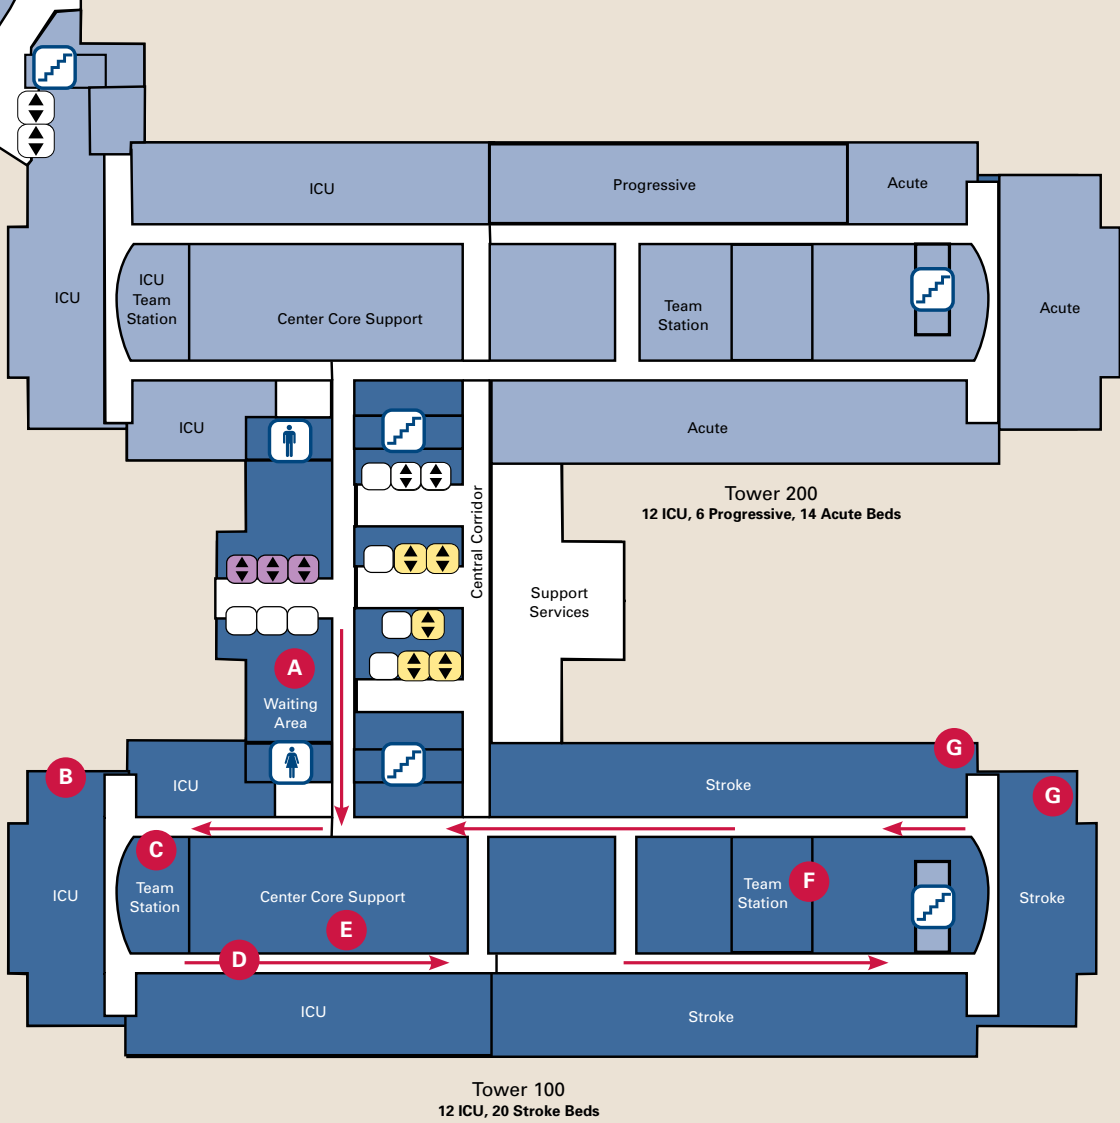 ICU
Progressive
Acute
ICU
ICU
Team
Station
Center Core Support
Team
Station
Acute
ICU
Acute
Tower 200
12 ICU, 6 Progressive, 14 Acute Beds
Central Corridor
Support
Services
A
Waiting
Area
B
ICU
Stroke
G
G
C
ICU
Team
Station
Center Core Support
E
Team
Station
F
Stroke
D
ICU
Stroke
Tower 100
12 ICU, 20 Stroke Beds